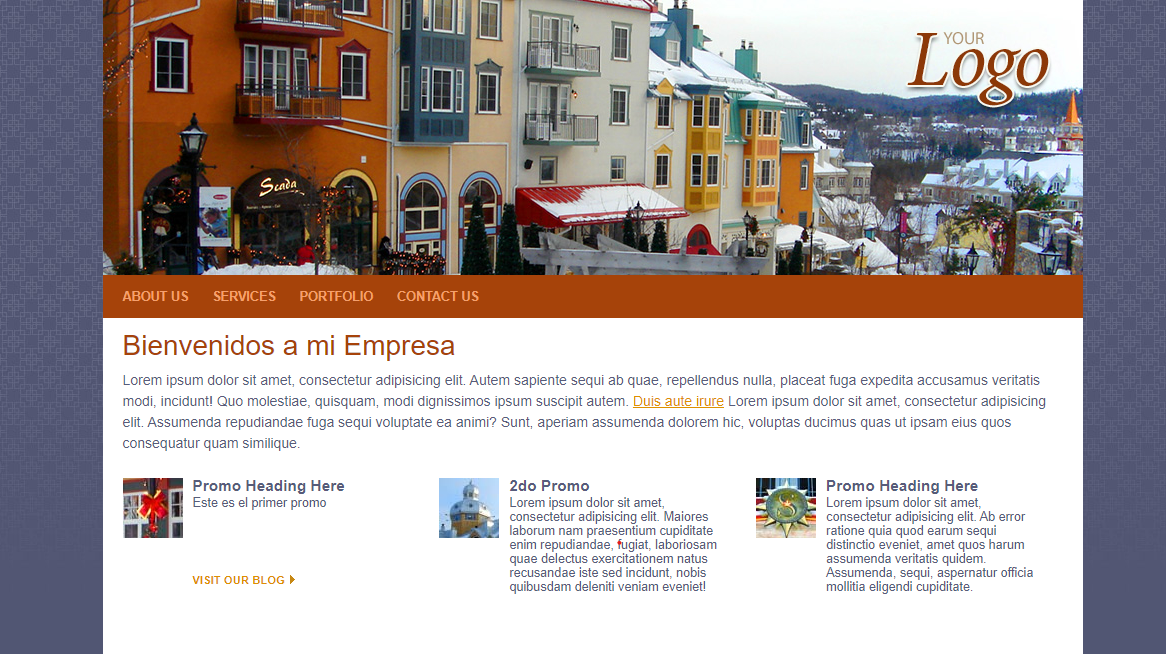 YOUR
Logo
Scada
ABOUT US SERVICES PORTFOLIO CONTACT US
Bienvenidos a mi Empresa
Lorem ipsum dolor sit amet, consectetur adipisicing elit. Autem sapiente sequi ab quae, repellendus nulla, placeat fuga expedita accusamus veritatis
modi, incidunt! Quo molestiae, quisquam, modi dignissimos ipsum suscipit autem. Duis aute irure Lorem ipsum dolor sit amet, consectetur adipisicing
elit. Assumenda repudiandae fuga sequi voluptate ea animi? Sunt, aperiam assumenda dolorem hic, voluptas ducimus quas ut ipsam eius quos
consequatur quam similique.
Promo Heading Here
Este es el primer promo
VISIT OUR BLOG
2do Promo
Lorem ipsum dolor sit amet,
consectetur adipisicing elit. Maiores
laborum nam praesentium cupiditate
enim repudiandae, fugiat, laboriosam
quae delectus exercitationem natus
recusandae iste sed incidunt, nobis
quibusdam deleniti veniam eveniet!
Promo Heading Here
Lorem ipsum dolor sit amet,
consectetur adipisicing elit. Ab error
ratione quia quod earum sequi
distinctio eveniet, amet quos harum
assumenda veritatis quidem.
Assumenda, sequi, aspernatur officia
mollitia eligendi cupiditate.